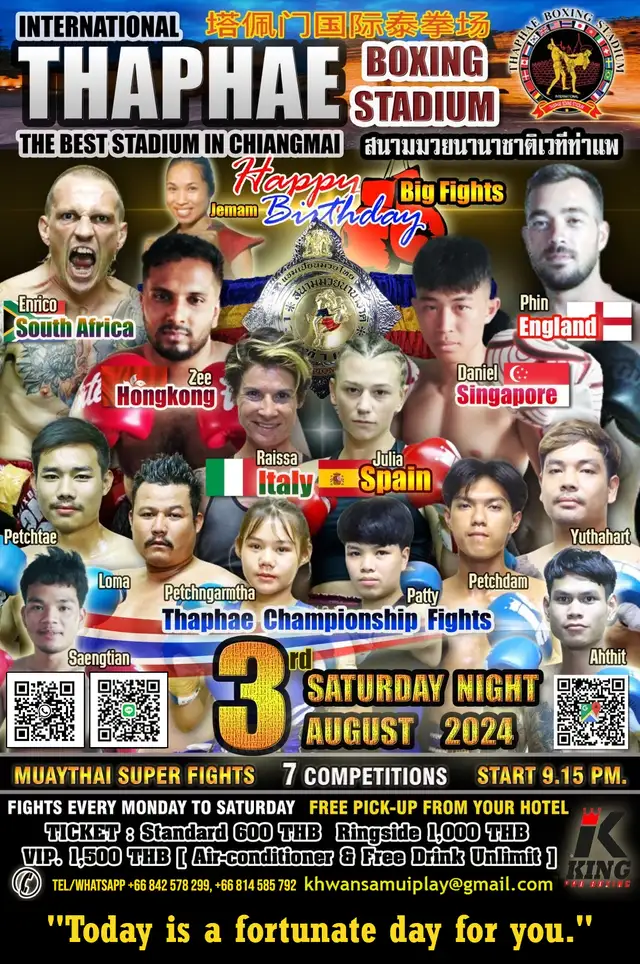 INTERNATIONAL
塔佩门国际泰拳场
THAPHAE
BOXING
STADIUM
THAPHAE BOXING STADIUM
INTERNATIONAL
THE BEST STADIUM IN CHIANGMAI
สนามมวยนานาชาติเวทีท่าแพ
Happy
Birthday
Big Fights
Jemam
Enrico
South Africa
Phin
England
Zee
Hongkong
Daniel
Singapore
Raissa
Italy
Julia
Spain
Petchtae
Yuthahart
Loma
Petchngarmtha
Patty
Petchdam
Thaphae Championship Fights
Saengtian
Ahthit
3rd
SATURDAY NIGHT
AUGUST 2024
MUAYTHAI SUPER FIGHTS 7 COMPETITIONS START 9.15 PM.
FIGHTS EVERY MONDAY TO SATURDAY FREE PICK-UP FROM YOUR HOTEL
TICKET : Standard 600 THB Ringside 1,000 THB
VIP. 1,500 THB [ Air-conditioner & Free Drink Unlimit ]
K
KING
PRO BOXING
TEL/WHATSAPP +66 842 578 299, +66 814 585 792 khwansamuiplay@gmail.com
"Today is a fortunate day for you."